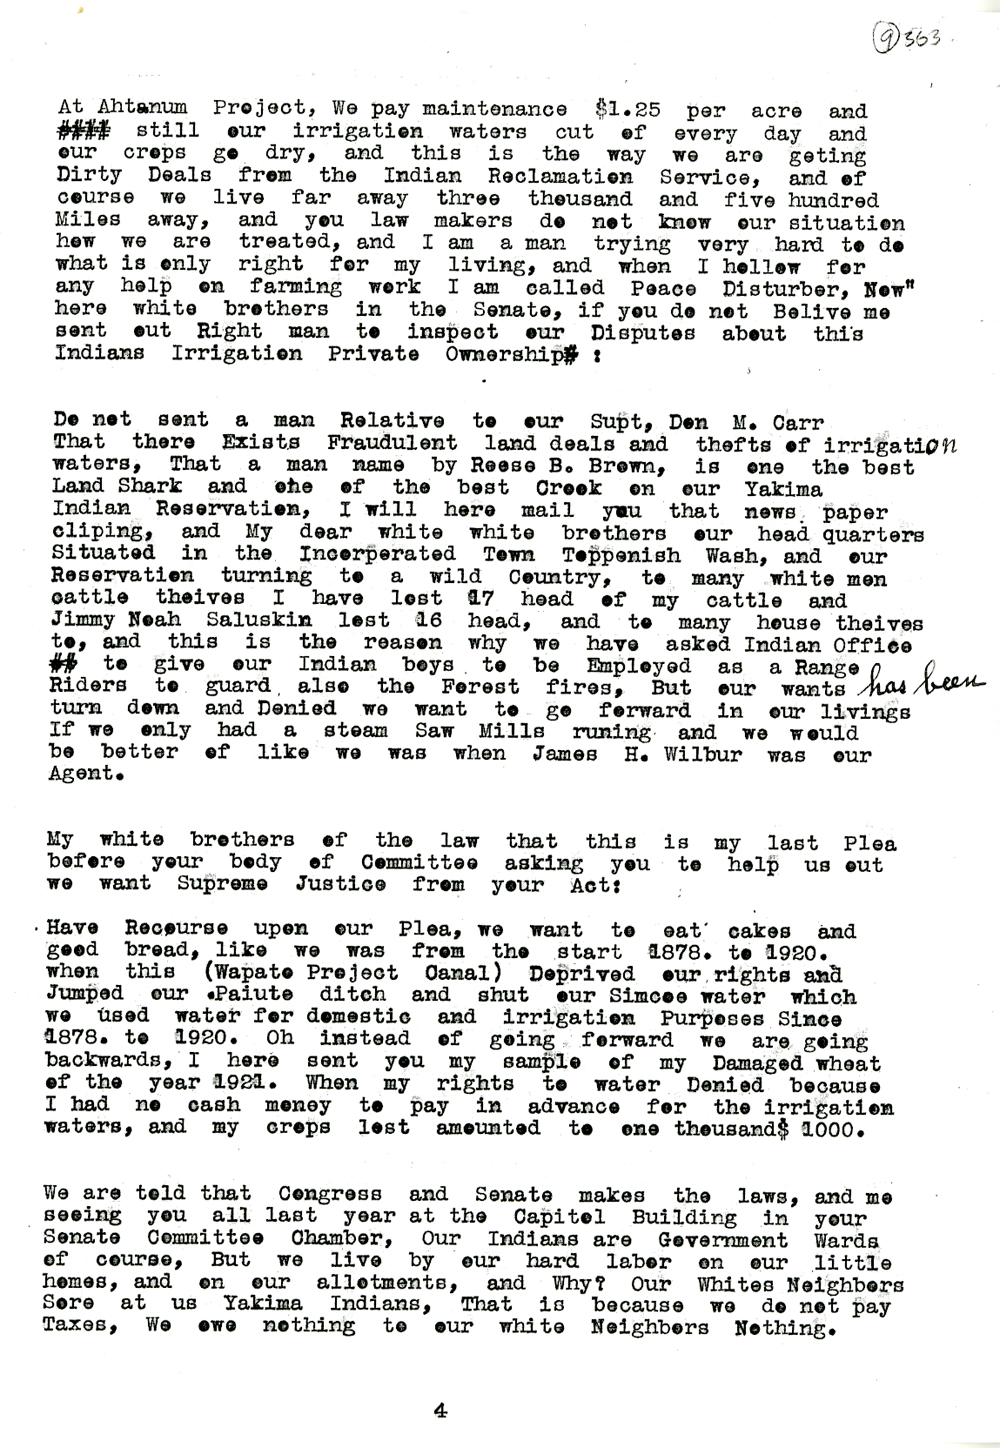 9 363
At Ahtanum Project, We pay maintenance $1.25 per acre and
#### still our irrigation waters cut of every day and
our crops go dry, and this is the way we are geting
Dirty Deals from the Indian Reclamation Service, and of
course we live far away three thousand and five hundred
Miles away, and you law makers do not know our situation
how we are treated, and I am a man trying very hard to do
what is only right for my living, and when I hollow for
any help on farming work I am called Peace Disturber, Now"
here white brothers in the Senate, if you do not Belive me
sent out Right man to inspect our Disputes about this
Indians Irrigation Private Ownership# :
Do not sent a man Relative to our Supt, Don M. Carr
That there Exists Fraudulent land deals and thefts of irrigation
waters, That a man name by Reese B. Brown, is one the best
Land Shark and one of the best Crook on our Yakima
Indian Reservation, I will here mail you that news paper
cliping, and My dear white white brothers our head quarters
Situated in the Incorperated Town Toppenish Wash, and our
Reservation turning to a wild Country, to many white men
cattle theives I have lost 17 head of my cattle and
Jimmy Noah Saluskin lost 16 head, and to many house theives
to, and this is the reason why we have asked Indian Office
## to give our Indian boys to be Employed as a Range
Riders to guard also the Forest fires, But our wants has been
turn down and Denied we want to go forward in our livings
If we only had a steam Saw Mills runing and we would
be better of like we was when James H. Wilbur was our
Agent.
My white brothers of the law that this is my last Plea
before your body of Committee asking you to help us out
we want Supreme Justice from your Act:
Have Recourse upon our Plea, we want to eat cakes and
good bread, like we was from the start 1878. to 1920.
when this (Wapato Project Canal) Deprived our rights and
Jumped our Paiute ditch and shut our Simcoe water which
we used water for domestic and irrigation Purposes Since
1878. to 1920. Oh instead of going forward we are going
backwards, I here sent you my sample of my Damaged wheat
of the year 1921. When my rights to water Denied because
I had no cash money to pay in advance for the irrigation
waters, and my crops lost amounted to one thousand$ 1000.
We are told that Congress and Senate makes the laws, and me
seeing you all last year at the Capitol Building in your
Senate Committee Chamber, Our Indians are Government Wards
of course, But we live by our hard labor on our little
homes, and on our allotments, and Why? Our Whites Neighbors
Sore at us Yakima Indians, That is because we do not pay
Taxes, We owe nothing to our white Neighbors Nothing.
4